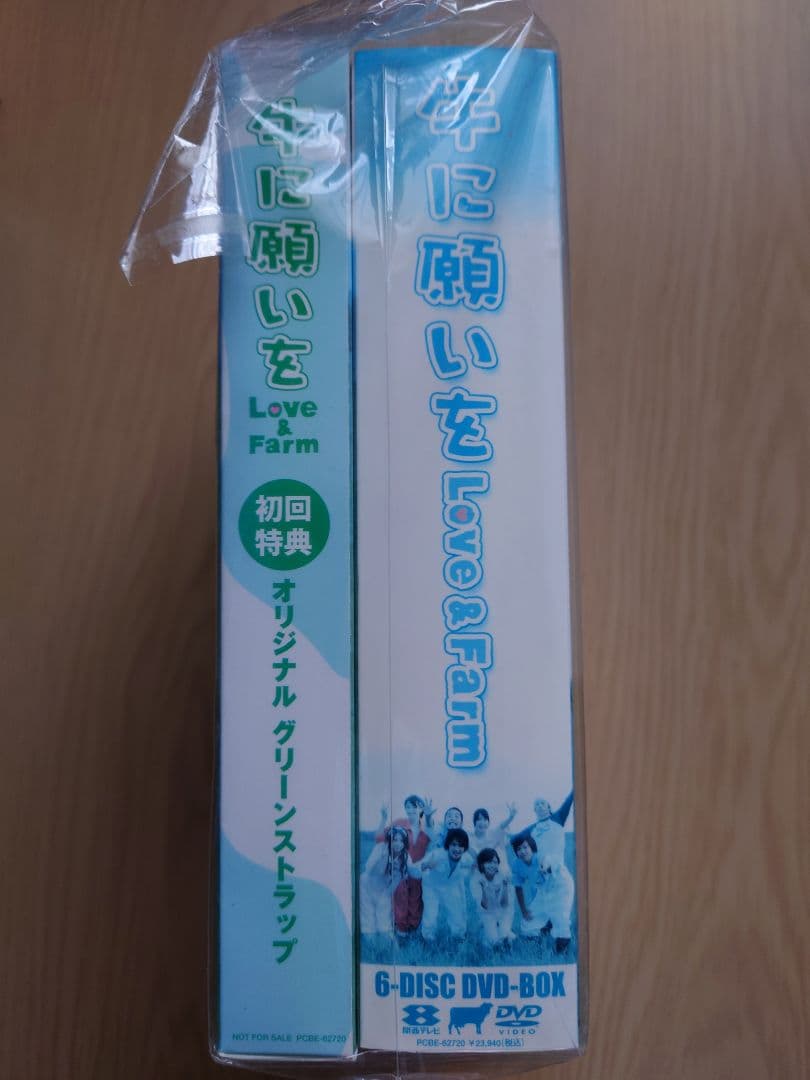 牛に願いを
Love
&
Farm
初回
特典
オリジナル グリーンストラップ
NOT FOR SALE PCBE-62720
牛に願いを Love & Farm
6-DISC DVD-BOX
8
関西テレビ
DVD
VIDEO
PCBE-62720 ¥23,940(税込)